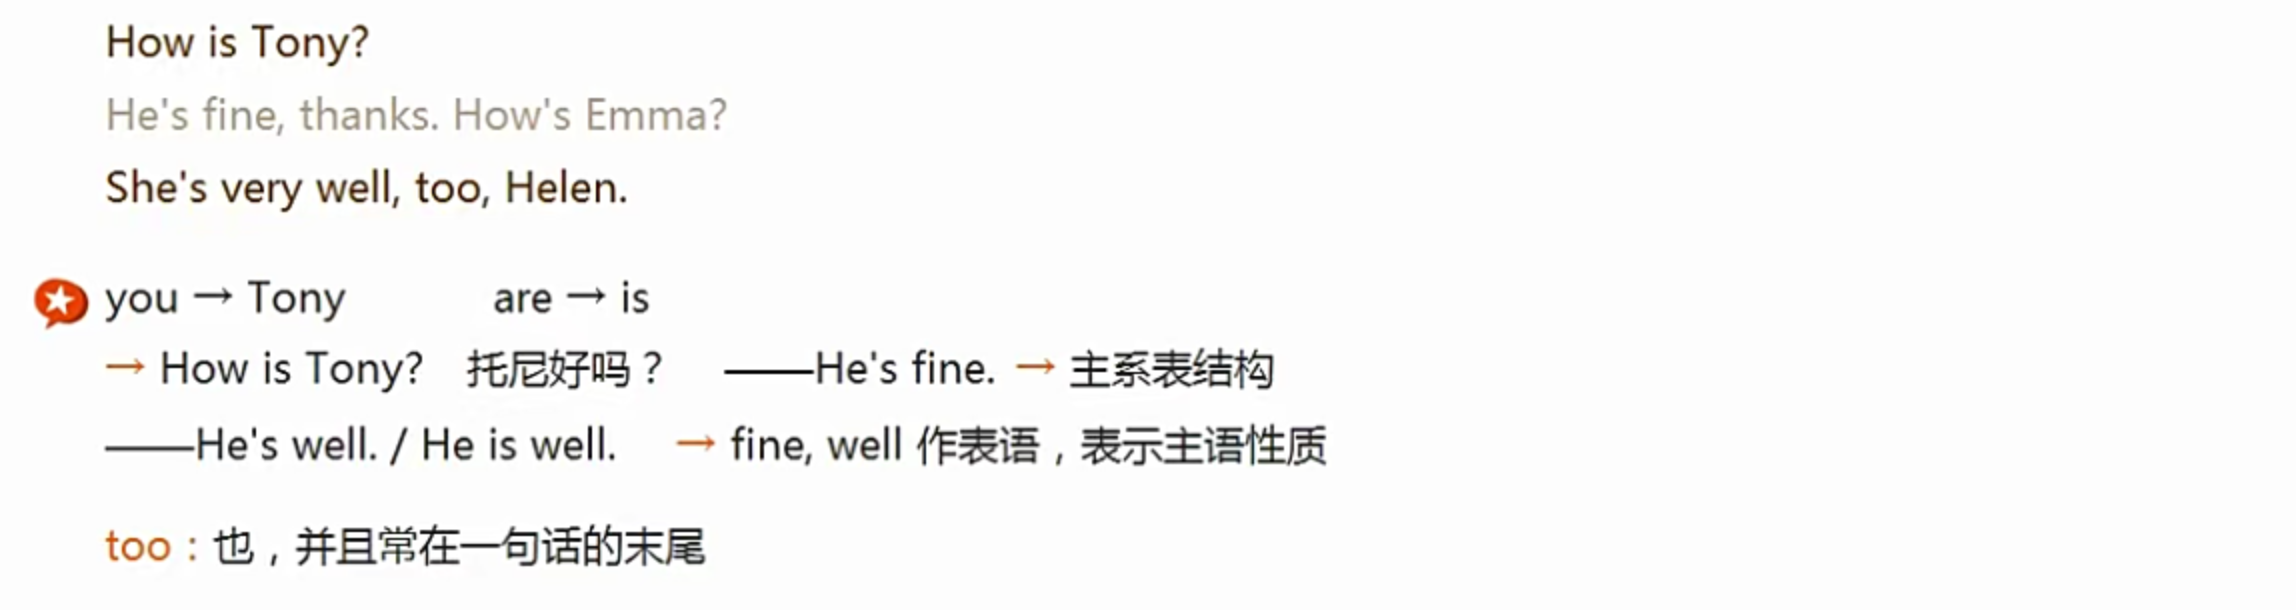 How is Tony?
He's fine, thanks. How's Emma?
She's very well, too, Helen.
you → Tony are → is
→ How is Tony? 托尼好吗？ ——He's fine. → 主系表结构
——He's well. / He is well. → fine, well 作表语，表示主语性质
too：也，并且常在一句话的末尾